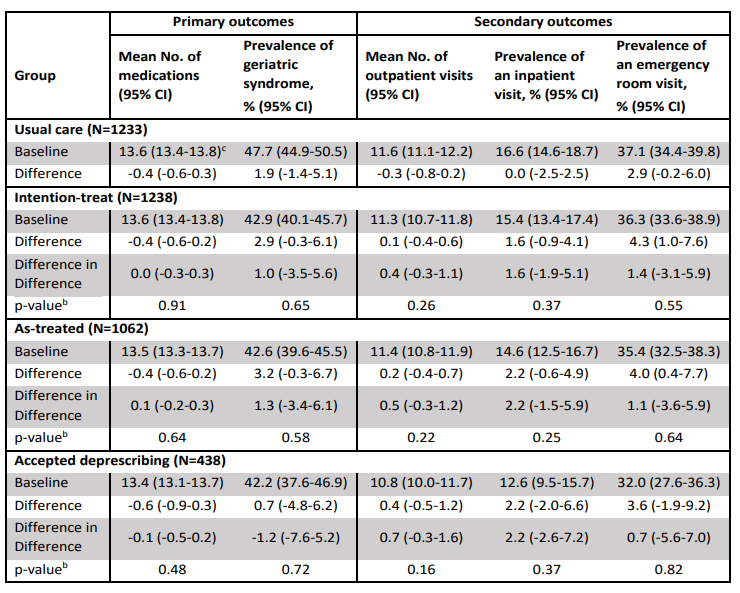 Primary outcomes Secondary outcomes
Group
Mean No. of medications (95% CI)
Prevalence of geriatric syndrome, % (95% CI)
Mean No. of outpatient visits (95% CI)
Prevalence of an inpatient visit, % (95% CI)
Prevalence of an emergency room visit, % (95% CI)
Usual care (N=1233)
Baseline 13.6 (13.4-13.8)ᶜ 47.7 (44.9-50.5) 11.6 (11.1-12.2) 16.6 (14.6-18.7) 37.1 (34.4-39.8)
Difference -0.4 (-0.6-0.3) 1.9 (-1.4-5.1) -0.3 (-0.8-0.2) 0.0 (-2.5-2.5) 2.9 (-0.2-6.0)
Intention-treat (N=1238)
Baseline 13.6 (13.4-13.8) 42.9 (40.1-45.7) 11.3 (10.7-11.8) 15.4 (13.4-17.4) 36.3 (33.6-38.9)
Difference -0.4 (-0.6-0.2) 2.9 (-0.3-6.1) 0.1 (-0.4-0.6) 1.6 (-0.9-4.1) 4.3 (1.0-7.6)
Difference in Difference 0.0 (-0.3-0.3) 1.0 (-3.5-5.6) 0.4 (-0.3-1.1) 1.6 (-1.9-5.1) 1.4 (-3.1-5.9)
p-valueᵇ 0.91 0.65 0.26 0.37 0.55
As-treated (N=1062)
Baseline 13.5 (13.3-13.7) 42.6 (39.6-45.5) 11.4 (10.8-11.9) 14.6 (12.5-16.7) 35.4 (32.5-38.3)
Difference -0.4 (-0.6-0.2) 3.2 (-0.3-6.7) 0.2 (-0.4-0.7) 2.2 (-0.6-4.9) 4.0 (0.4-7.7)
Difference in Difference 0.1 (-0.2-0.3) 1.3 (-3.4-6.1) 0.5 (-0.3-1.2) 2.2 (-1.5-5.9) 1.1 (-3.6-5.9)
p-valueᵇ 0.64 0.58 0.22 0.25 0.64
Accepted deprescribing (N=438)
Baseline 13.4 (13.1-13.7) 42.2 (37.6-46.9) 10.8 (10.0-11.7) 12.6 (9.5-15.7) 32.0 (27.6-36.3)
Difference -0.6 (-0.9-0.3) 0.7 (-4.8-6.2) 0.4 (-0.5-1.2) 2.2 (-2.0-6.6) 3.6 (-1.9-9.2)
Difference in Difference -0.1 (-0.5-0.2) -1.2 (-7.6-5.2) 0.7 (-0.3-1.6) 2.2 (-2.6-7.2) 0.7 (-5.6-7.0)
p-valueᵇ 0.48 0.72 0.16 0.37 0.82